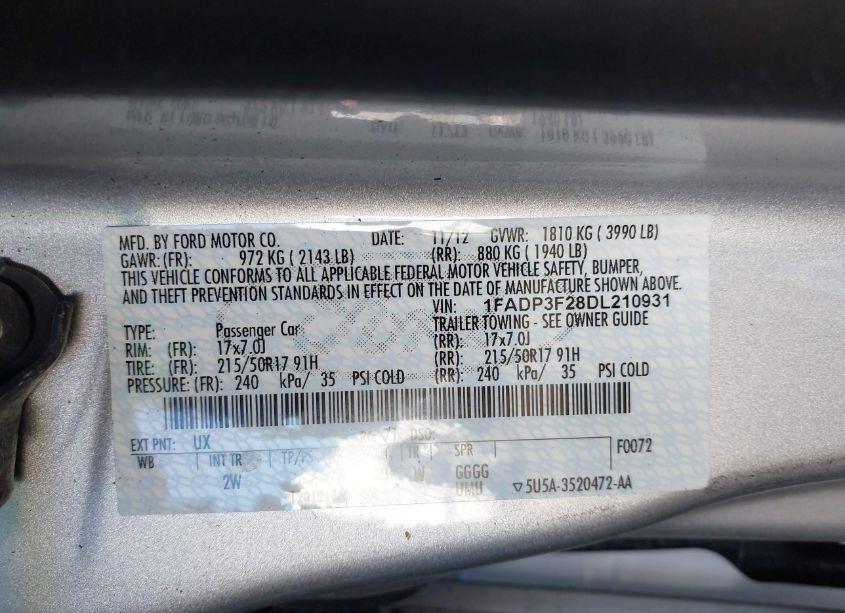 MFD. BY FORD MOTOR CO. DATE: 11/12 GVWR: 1810 KG ( 3990 LB)
GAWR: (FR): 972 KG ( 2143 LB) (RR): 880 KG ( 1940 LB)
THIS VEHICLE CONFORMS TO ALL APPLICABLE FEDERAL MOTOR VEHICLE SAFETY, BUMPER,
AND THEFT PREVENTION STANDARDS IN EFFECT ON THE DATE OF MANUFACTURE SHOWN ABOVE.
VIN: 1FADP3F28DL210931
TYPE: Passenger Car TRAILER TOWING - SEE OWNER GUIDE
RIM: (FR): 17x7.0J (RR): 17x7.0J
TIRE: (FR): 215/50R17 91H (RR): 215/50R17 91H
PRESSURE: (FR): 240 kPa/ 35 PSI COLD (RR): 240 kPa/ 35 PSI COLD
EXT PNT: UX DSO: F0072
WB INT TR TP/PS TR SPR
2W W GGGG
UMU ▽5U5A-3520472-AA